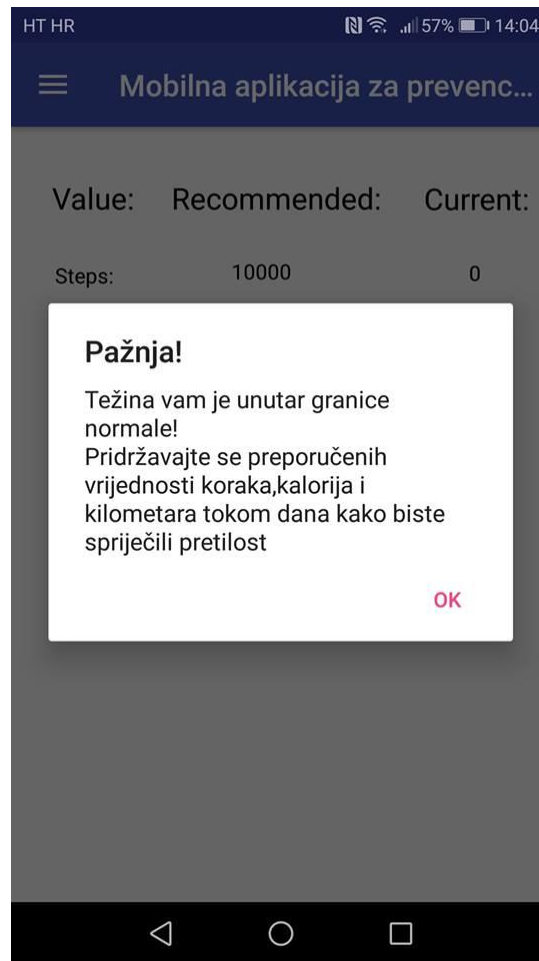 HT HR 57% 14:04
Mobilna aplikacija za prevenc...
Value: Recommended: Current:
Steps: 10000 0
Pažnja!
Težina vam je unutar granice
normale!
Pridržavajte se preporučenih
vrijednosti koraka,kalorija i
kilometara tokom dana kako biste
spriječili pretilost
OK